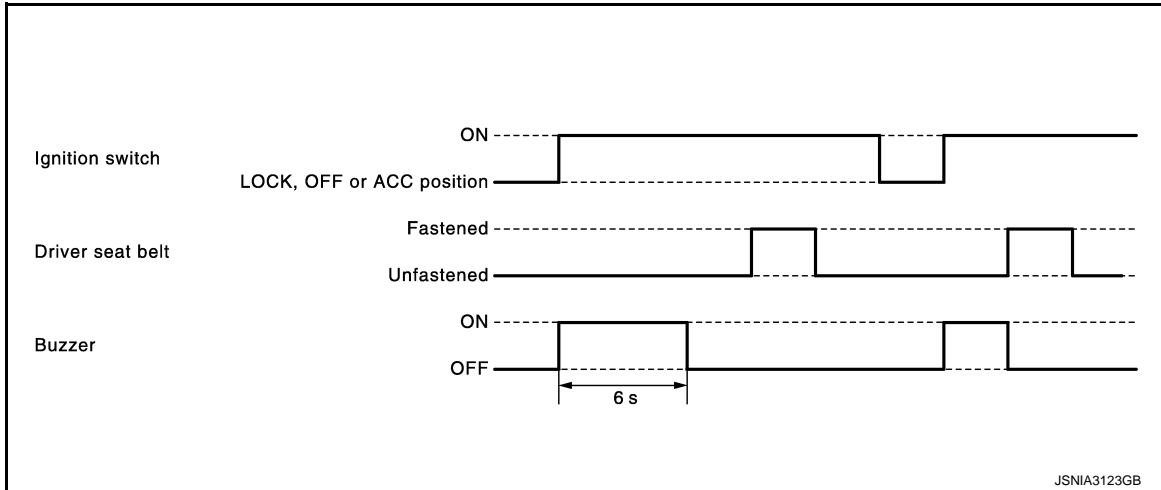 ON
Ignition switch
LOCK, OFF or ACC position
Fastened
Driver seat belt
Unfastened
ON
Buzzer
OFF
6 s
JSNIA3123GB